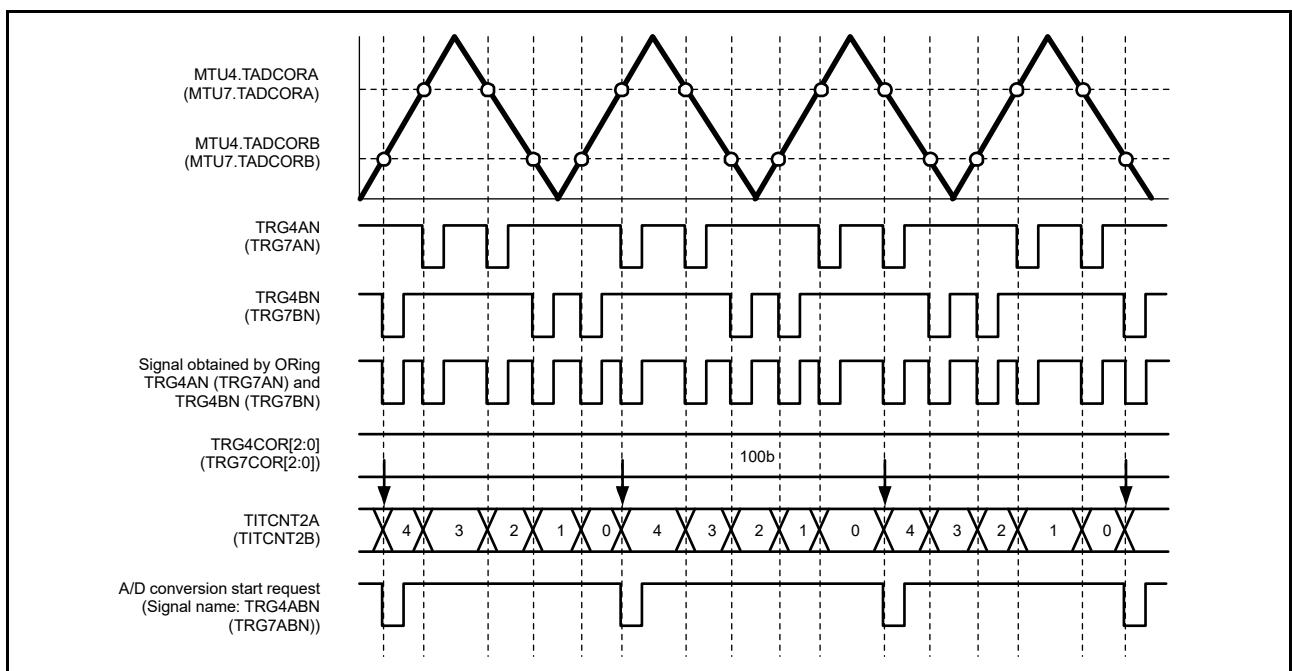 MTU4.TADCORA
(MTU7.TADCORA)
MTU4.TADCORB
(MTU7.TADCORB)
TRG4AN
(TRG7AN)
TRG4BN
(TRG7BN)
Signal obtained by ORing
TRG4AN (TRG7AN) and
TRG4BN (TRG7BN)
TRG4COR[2:0]
(TRG7COR[2:0])
100b
TITCNT2A
(TITCNT2B)
4 3 2 1 0 4 3 2 1 0 4 3 2 1 0
A/D conversion start request
(Signal name: TRG4ABN
(TRG7ABN))